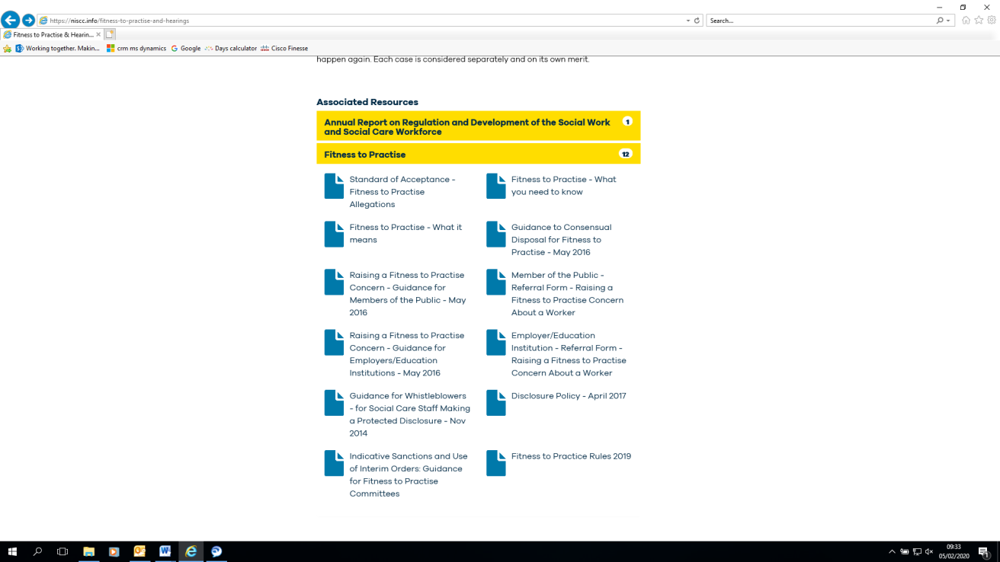 https://niscc.info/fitness-to-practise-and-hearings
Search...
Fitness to Practise & Hearin...
Working together. Makin...
crm ms dynamics
Google
Days calculator
Cisco Finesse
happen again. Each case is considered separately and on its own merit.
Associated Resources
Annual Report on Regulation and Development of the Social Work
and Social Care Workforce
1
Fitness to Practise
12
Standard of Acceptance -
Fitness to Practise
Allegations
Fitness to Practise - What
you need to know
Fitness to Practise - What it
means
Guidance to Consensual
Disposal for Fitness to
Practise - May 2016
Raising a Fitness to Practise
Concern - Guidance for
Members of the Public - May
2016
Member of the Public -
Referral Form - Raising a
Fitness to Practise Concern
About a Worker
Raising a Fitness to Practise
Concern - Guidance for
Employers/Education
Institutions - May 2016
Employer/Education
Institution - Referral Form -
Raising a Fitness to Practise
Concern About a Worker
Guidance for Whistleblowers
- for Social Care Staff Making
a Protected Disclosure - Nov
2014
Disclosure Policy - April 2017
Indicative Sanctions and Use
of Interim Orders: Guidance
for Fitness to Practise
Committees
Fitness to Practice Rules 2019
09:33
05/02/2020